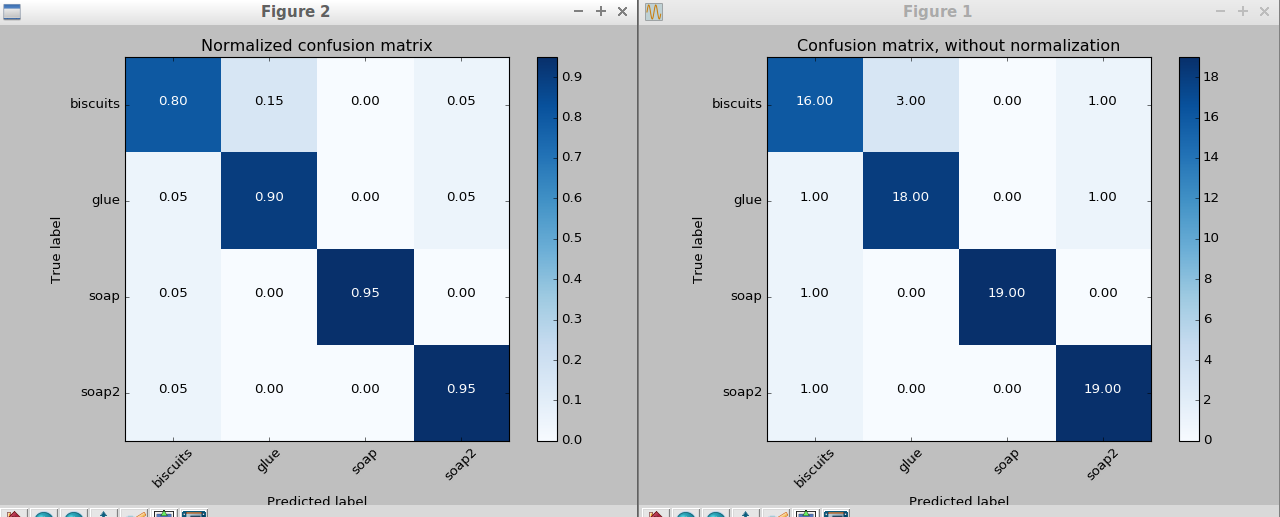 Figure 2
Normalized confusion matrix
True label
biscuits 0.80 0.15 0.00 0.05
glue 0.05 0.90 0.00 0.05
soap 0.05 0.00 0.95 0.00
soap2 0.05 0.00 0.00 0.95
biscuits glue soap soap2
Predicted label
0.9
0.8
0.7
0.6
0.5
0.4
0.3
0.2
0.1
0.0
Figure 1
Confusion matrix, without normalization
True label
biscuits 16.00 3.00 0.00 1.00
glue 1.00 18.00 0.00 1.00
soap 1.00 0.00 19.00 0.00
soap2 1.00 0.00 0.00 19.00
biscuits glue soap soap2
Predicted label
18
16
14
12
10
8
6
4
2
0